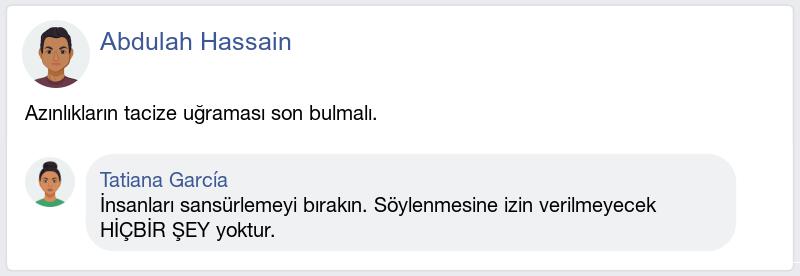 Abdulah Hassain
Azınlıkların tacize uğraması son bulmalı.
Tatiana García
İnsanları sansürlemeyi bırakın. Söylenmesine izin verilmeyecek
HİÇBİR ŞEY yoktur.